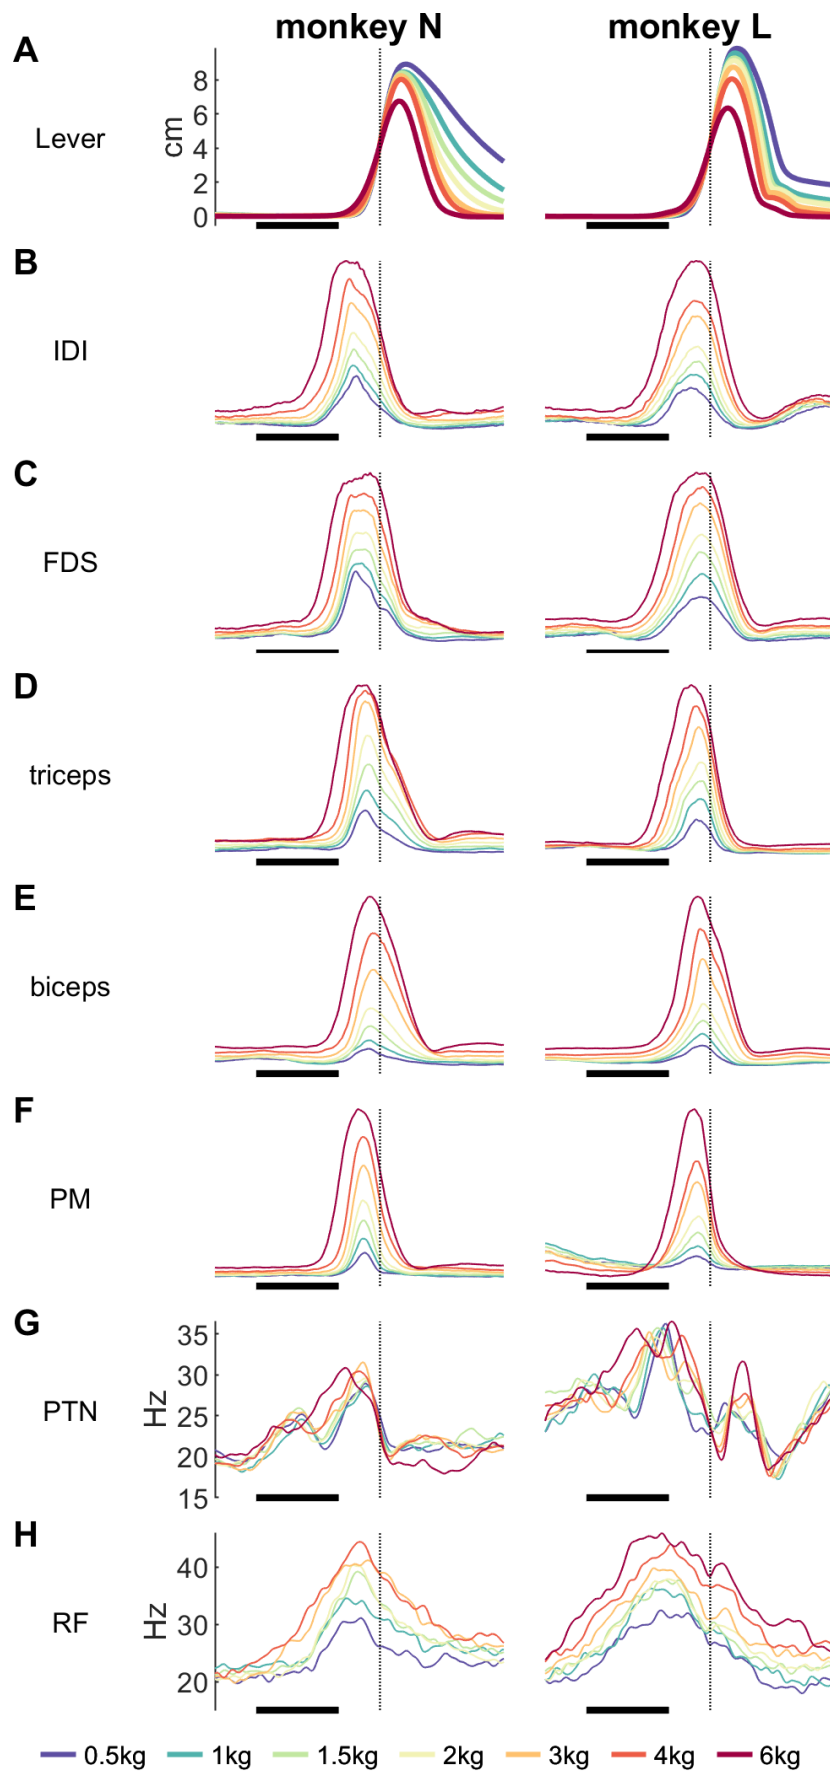 monkey N monkey L
A
Lever
cm
8
6
4
2
0
B
IDI
C
FDS
D
triceps
E
biceps
F
PM
G
PTN
Hz
35
30
25
20
15
H
RF
Hz
40
30
20
0.5kg 1kg 1.5kg 2kg 3kg 4kg 6kg